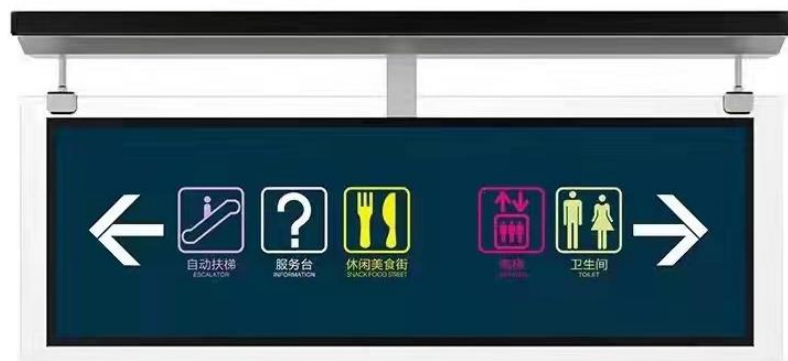 自动扶梯
ESCALATOR
?
服务台
INFORMATION
休闲美食街
SNACK FOOD STREET
电梯
卫生间
TOILET